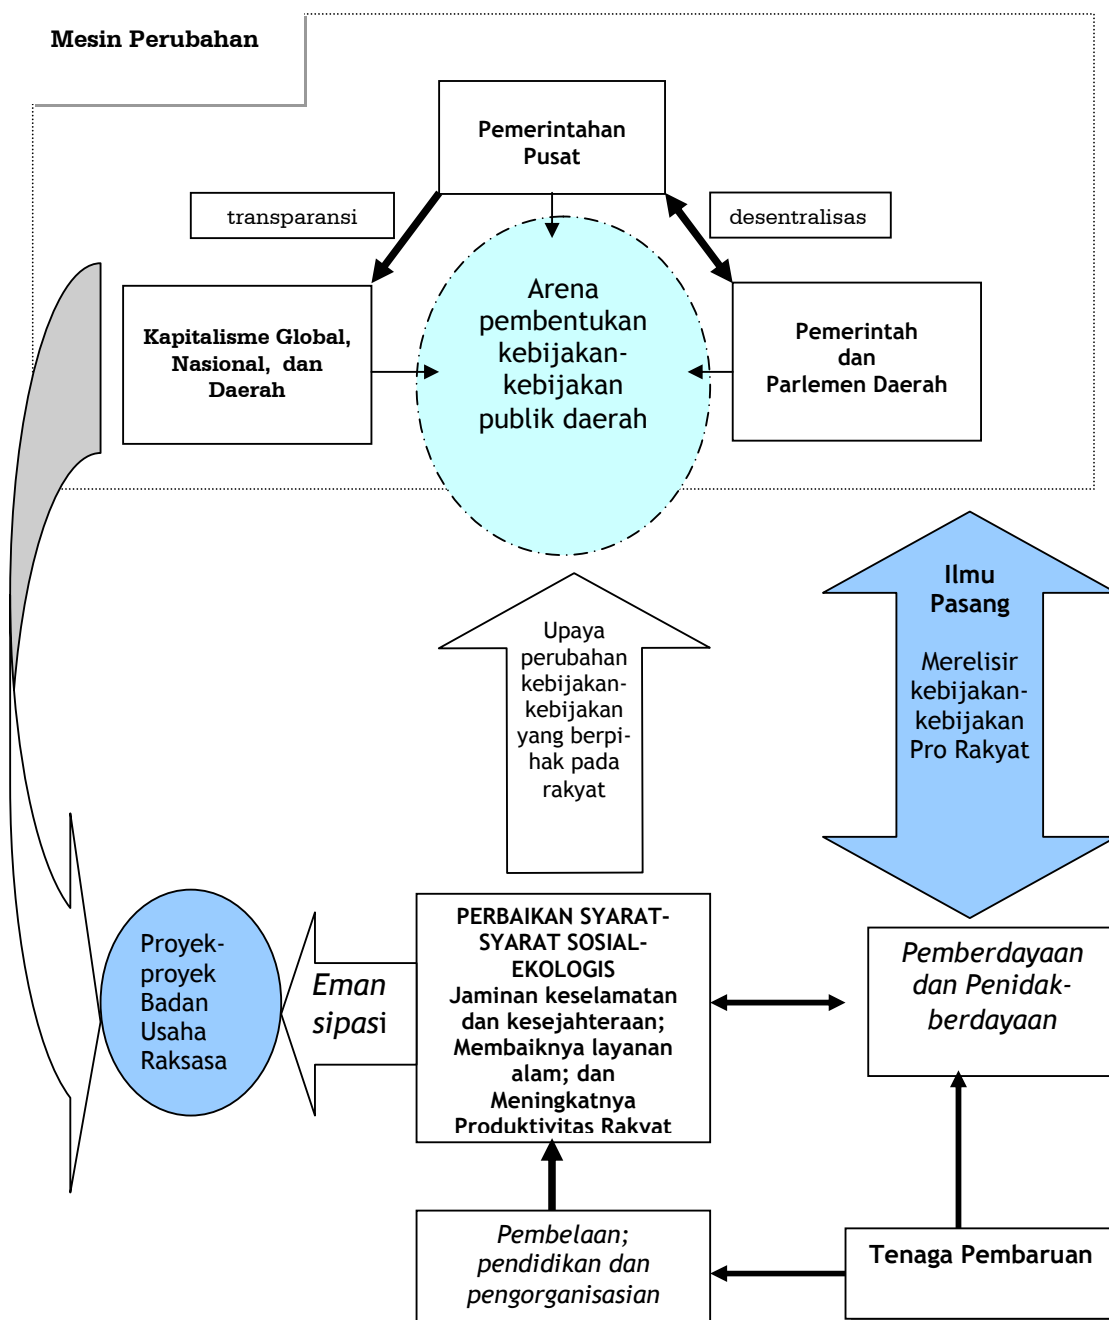 Mesin Perubahan
Pemerintahan
Pusat
transparansi
desentralisas
Kapitalisme Global,
Nasional, dan
Daerah
Arena
pembentukan
kebijakan-
kebijakan
publik daerah
Pemerintah
dan
Parlemen Daerah
Ilmu
Pasang
Merelisir
kebijakan-
kebijakan
Pro Rakyat
Upaya
perubahan
kebijakan-
kebijakan
yang berpi-
hak pada
rakyat
Proyek-
proyek
Badan
Usaha
Raksasa
Eman
sipasi
PERBAIKAN SYARAT-
SYARAT SOSIAL-
EKOLOGIS
Jaminan keselamatan
dan kesejahteraan;
Membaiknya layanan
alam; dan
Meningkatnya
Produktivitas Rakyat
Pemberdayaan
dan Penidak-
berdayaan
Pembelaan;
pendidikan dan
pengorganisasian
Tenaga Pembaruan